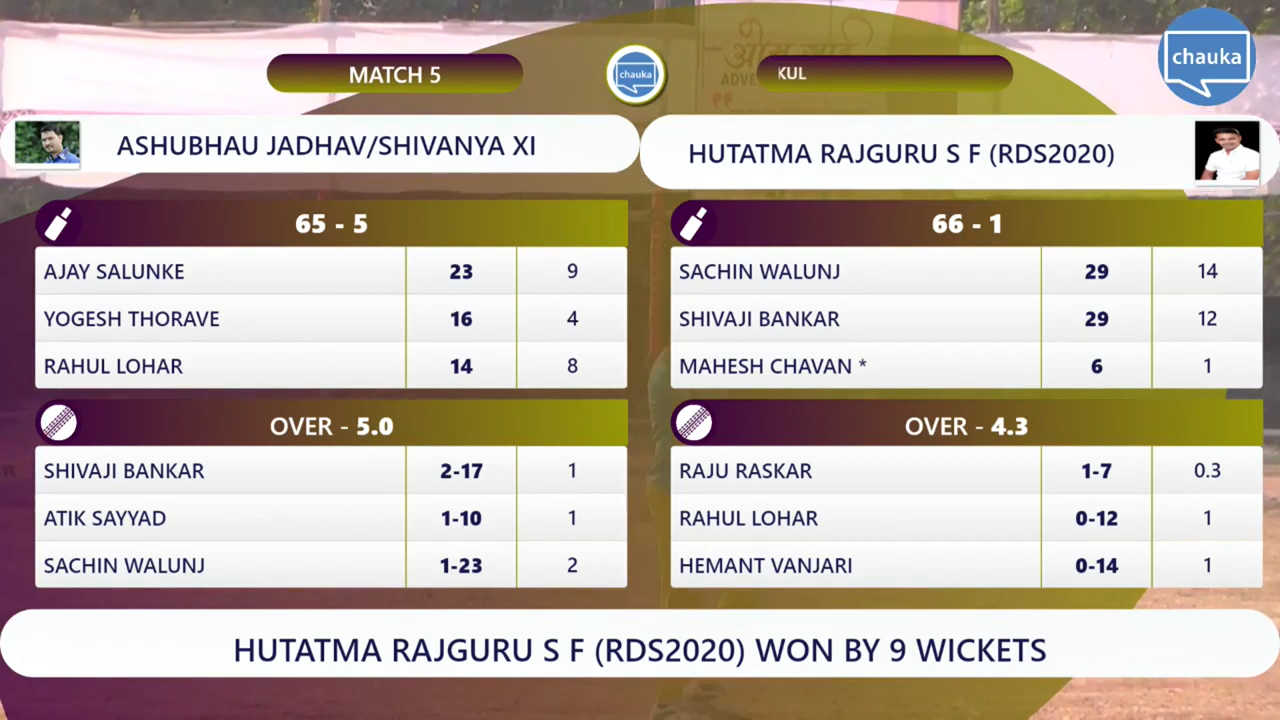 MATCH 5
chauka
KUL
chauka
ASHUBHAU JADHAV/SHIVANYA XI
HUTATMA RAJGURU S F (RDS2020)
65 - 5
AJAY SALUNKE 23 9
YOGESH THORAVE 16 4
RAHUL LOHAR 14 8
OVER - 5.0
SHIVAJI BANKAR 2-17 1
ATIK SAYYAD 1-10 1
SACHIN WALUNJ 1-23 2
66 - 1
SACHIN WALUNJ 29 14
SHIVAJI BANKAR 29 12
MAHESH CHAVAN * 6 1
OVER - 4.3
RAJU RASKAR 1-7 0.3
RAHUL LOHAR 0-12 1
HEMANT VANJARI 0-14 1
HUTATMA RAJGURU S F (RDS2020) WON BY 9 WICKETS